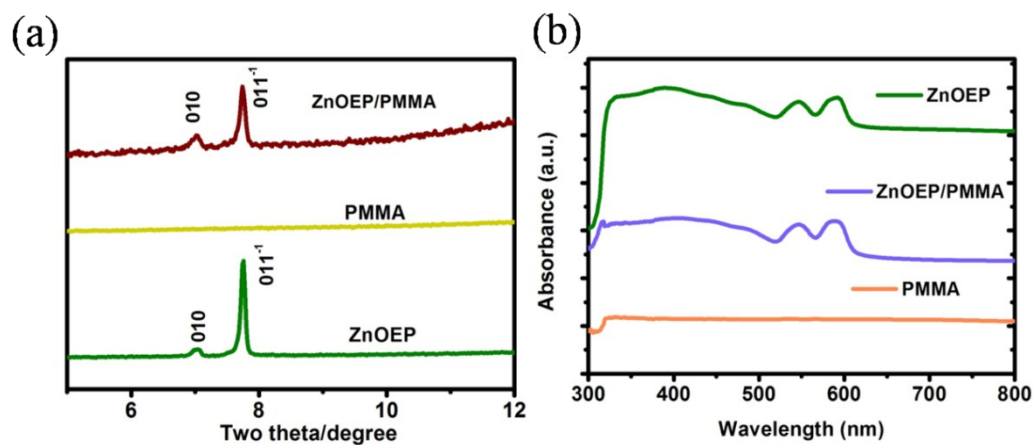 (a)
010
011⁻¹
ZnOEP/PMMA
PMMA
010
011⁻¹
ZnOEP
6 8 10 12
Two theta/degree
(b)
Absorbance (a.u.)
ZnOEP
ZnOEP/PMMA
PMMA
300 400 500 600 700 800
Wavelength (nm)